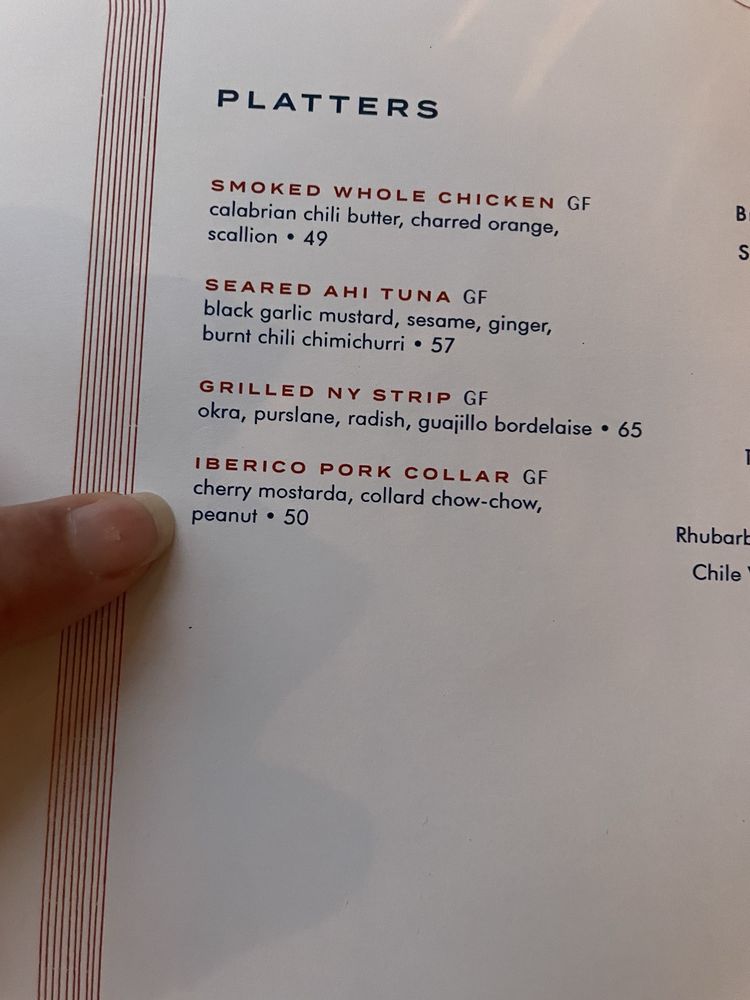 PLATTERS
SMOKED WHOLE CHICKEN GF
calabrian chili butter, charred orange,
scallion • 49
SEARED AHI TUNA GF
black garlic mustard, sesame, ginger,
burnt chili chimichurri • 57
GRILLED NY STRIP GF
okra, purslane, radish, guajillo bordelaise • 65
IBERICO PORK COLLAR GF
cherry mostarda, collard chow-chow,
peanut • 50
Chile